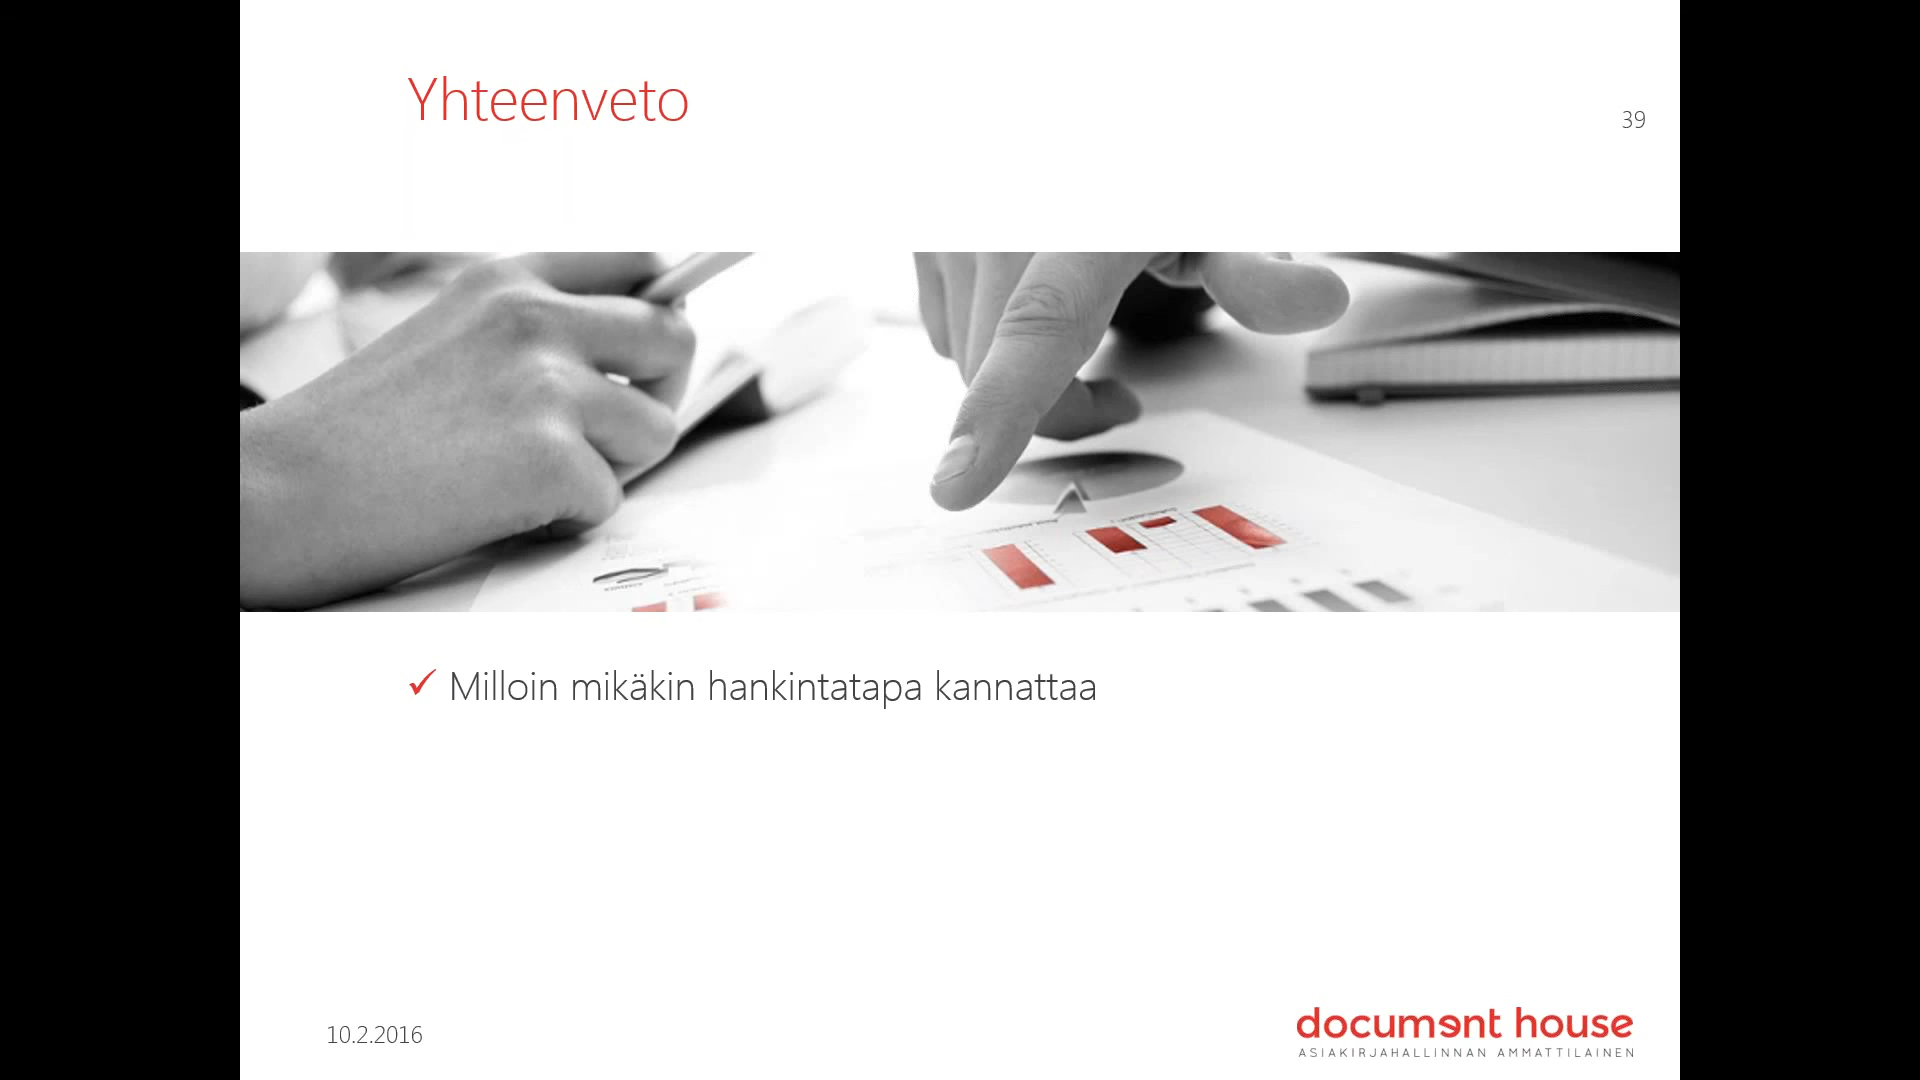 Yhteenveto
39
✓ Milloin mikäkin hankintatapa kannattaa
10.2.2016
document house
ASIAKIRJAHALLINNAN AMMATTILAINEN